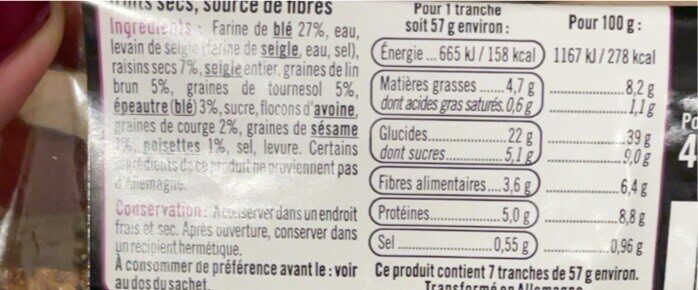 fruits secs, source de fibres
Ingrédients : Farine de blé 27%, eau,
levain de seigle (farine de seigle, eau, sel),
raisins secs 7%, seigle entier, graines de lin
brun 5%, graines de tournesol 5%,
épeautre (blé) 3%, sucre, flocons d'avoine,
graines de courge 2%, graines de sésame
1%, noisettes 1%, sel, levure. Certains
ingrédients de ce produit ne proviennent pas
d'Allemagne.
Conservation : A conserver dans un endroit
frais et sec. Après ouverture, conserver dans
un récipient hermétique.
À consommer de préférence avant le : voir
au dos du sachet.
Pour 1 tranche
soit 57 g environ :
Pour 100 g :
Énergie ... 665 kJ / 158 kcal 1167 kJ / 278 kcal
Matières grasses ...... 4,7 g ...... 8,2 g
dont acides gras saturés. 0,6 g ...... 1,1 g
Glucides ...... 22 g ...... 39 g
dont sucres ...... 5,1 g ...... 9,0 g
Fibres alimentaires .... 3,6 g ...... 6,4 g
Protéines ...... 5,0 g ...... 8,8 g
Sel ...... 0,55 g ...... 0,96 g
Ce produit contient 7 tranches de 57 g environ.
Transformé en Allemagne
Po
4